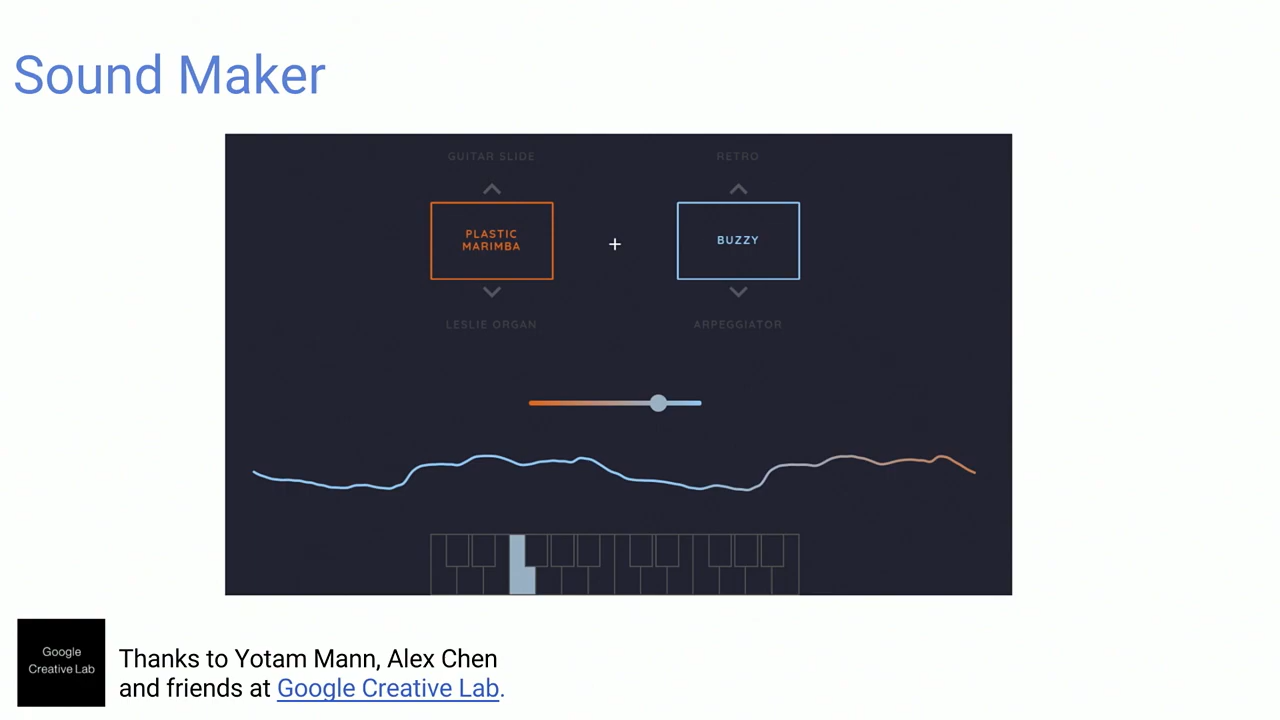 Sound Maker
GUITAR SLIDE
RETRO
PLASTIC
MARIMBA
+
BUZZY
LESLIE ORGAN
ARPEGGIATOR
Google
Creative Lab
Thanks to Yotam Mann, Alex Chen
and friends at Google Creative Lab.